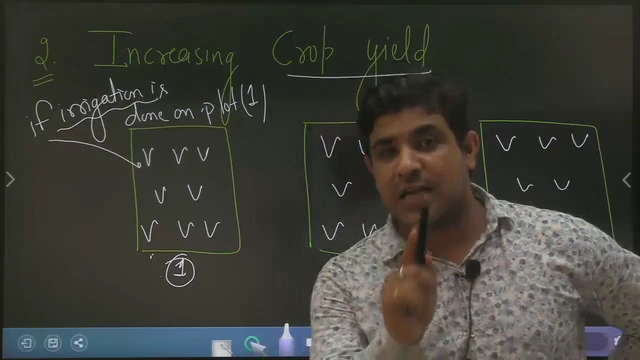 2. Increasing Crop yield
if irrigation is
done on plot (1)
1